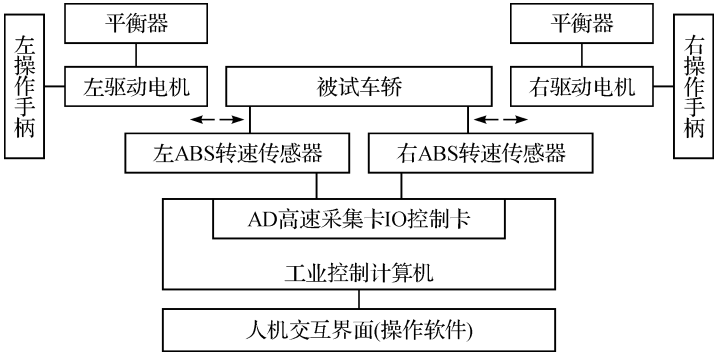 平衡器
平衡器
左操作手柄
左驱动电机
被试车轿
右驱动电机
右操作手柄
左ABS转速传感器
右ABS转速传感器
AD高速采集卡IO控制卡
工业控制计算机
人机交互界面(操作软件)